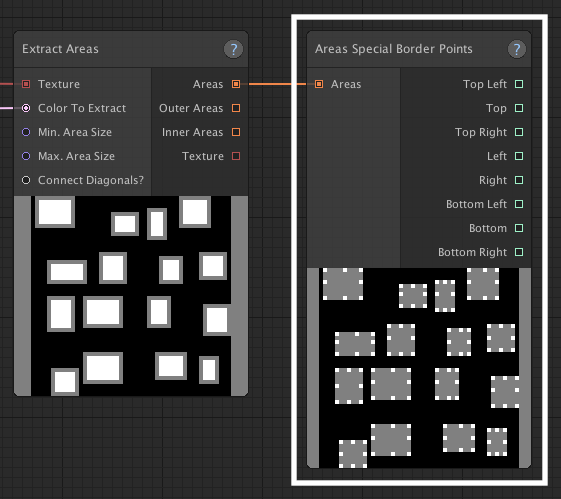 Extract Areas
?
Texture
Areas
Color To Extract
Outer Areas
Min. Area Size
Inner Areas
Max. Area Size
Texture
Connect Diagonals?
Areas Special Border Points
?
Areas
Top Left
Top
Top Right
Left
Right
Bottom Left
Bottom
Bottom Right